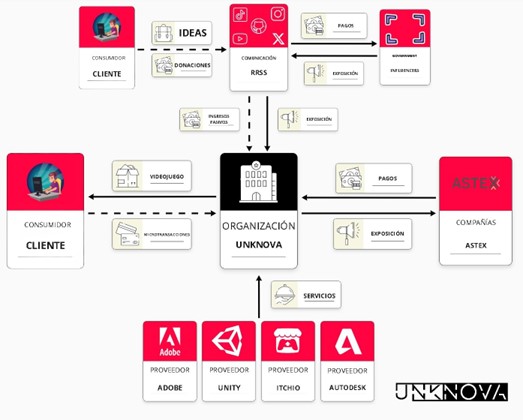 CONSUMIDOR
CLIENTE
IDEAS
DONACIONES
COMUNICACIÓN
RRSS
PAGOS
EXPOSICIÓN
INFLUENCERS
INGRESOS
PASIVOS
EXPOSICIÓN
CONSUMIDOR
CLIENTE
VIDEOJUEGO
MICROTRANSACCIONES
ORGANIZACIÓN
UNKNOVA
PAGOS
EXPOSICIÓN
ASTEX
COMPAÑÍAS
ASTEX
SERVICIOS
Adobe
PROVEEDOR
ADOBE
PROVEEDOR
UNITY
PROVEEDOR
ITCHIO
PROVEEDOR
AUTODESK
UNKNOVA